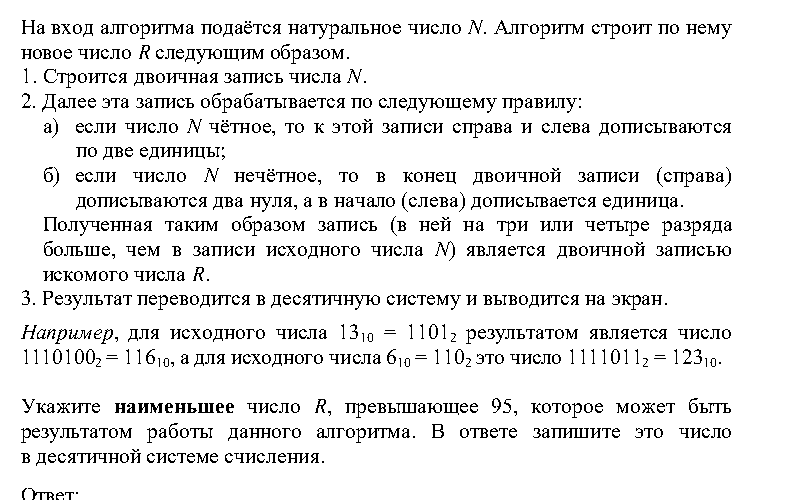 На вход алгоритма подаётся натуральное число N. Алгоритм строит по нему
новое число R следующим образом.
1. Строится двоичная запись числа N.
2. Далее эта запись обрабатывается по следующему правилу:
а) если число N чётное, то к этой записи справа и слева дописываются
по две единицы;
б) если число N нечётное, то в конец двоичной записи (справа)
дописываются два нуля, а в начало (слева) дописывается единица.
Полученная таким образом запись (в ней на три или четыре разряда
больше, чем в записи исходного числа N) является двоичной записью
искомого числа R.
3. Результат переводится в десятичную систему и выводится на экран.
Например, для исходного числа 13₁₀ = 1101₂ результатом является число
1110100₂ = 116₁₀, а для исходного числа 6₁₀ = 110₂ это число 1111011₂ = 123₁₀.
Укажите наименьшее число R, превышающее 95, которое может быть
результатом работы данного алгоритма. В ответе запишите это число
в десятичной системе счисления.
Ответ: